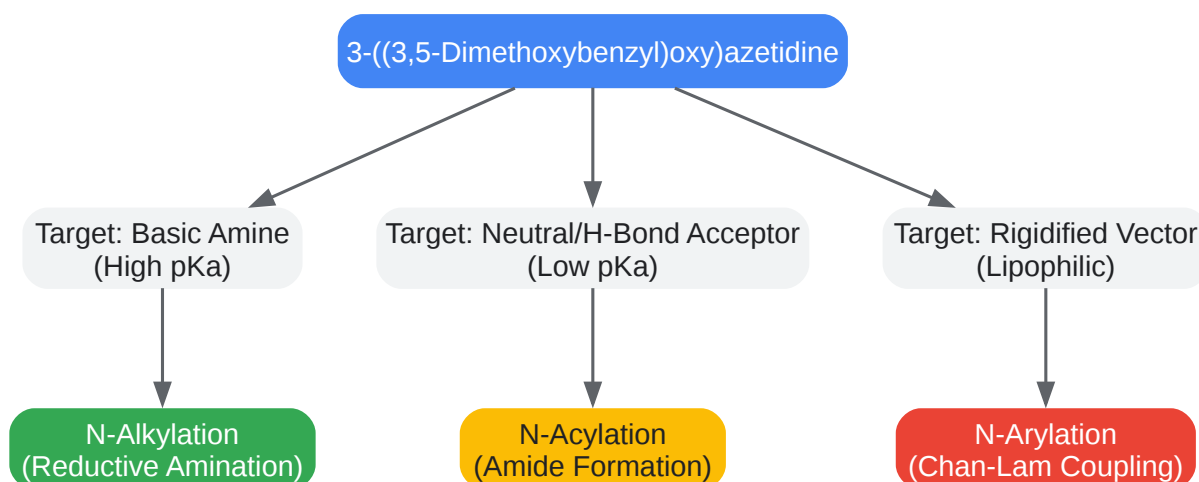 3-((3,5-Dimethoxybenzyl)oxy)azetidine
Target: Basic Amine
(High pKa)
Target: Neutral/H-Bond Acceptor
(Low pKa)
Target: Rigidified Vector
(Lipophilic)
N-Alkylation
(Reductive Amination)
N-Acylation
(Amide Formation)
N-Arylation
(Chan-Lam Coupling)